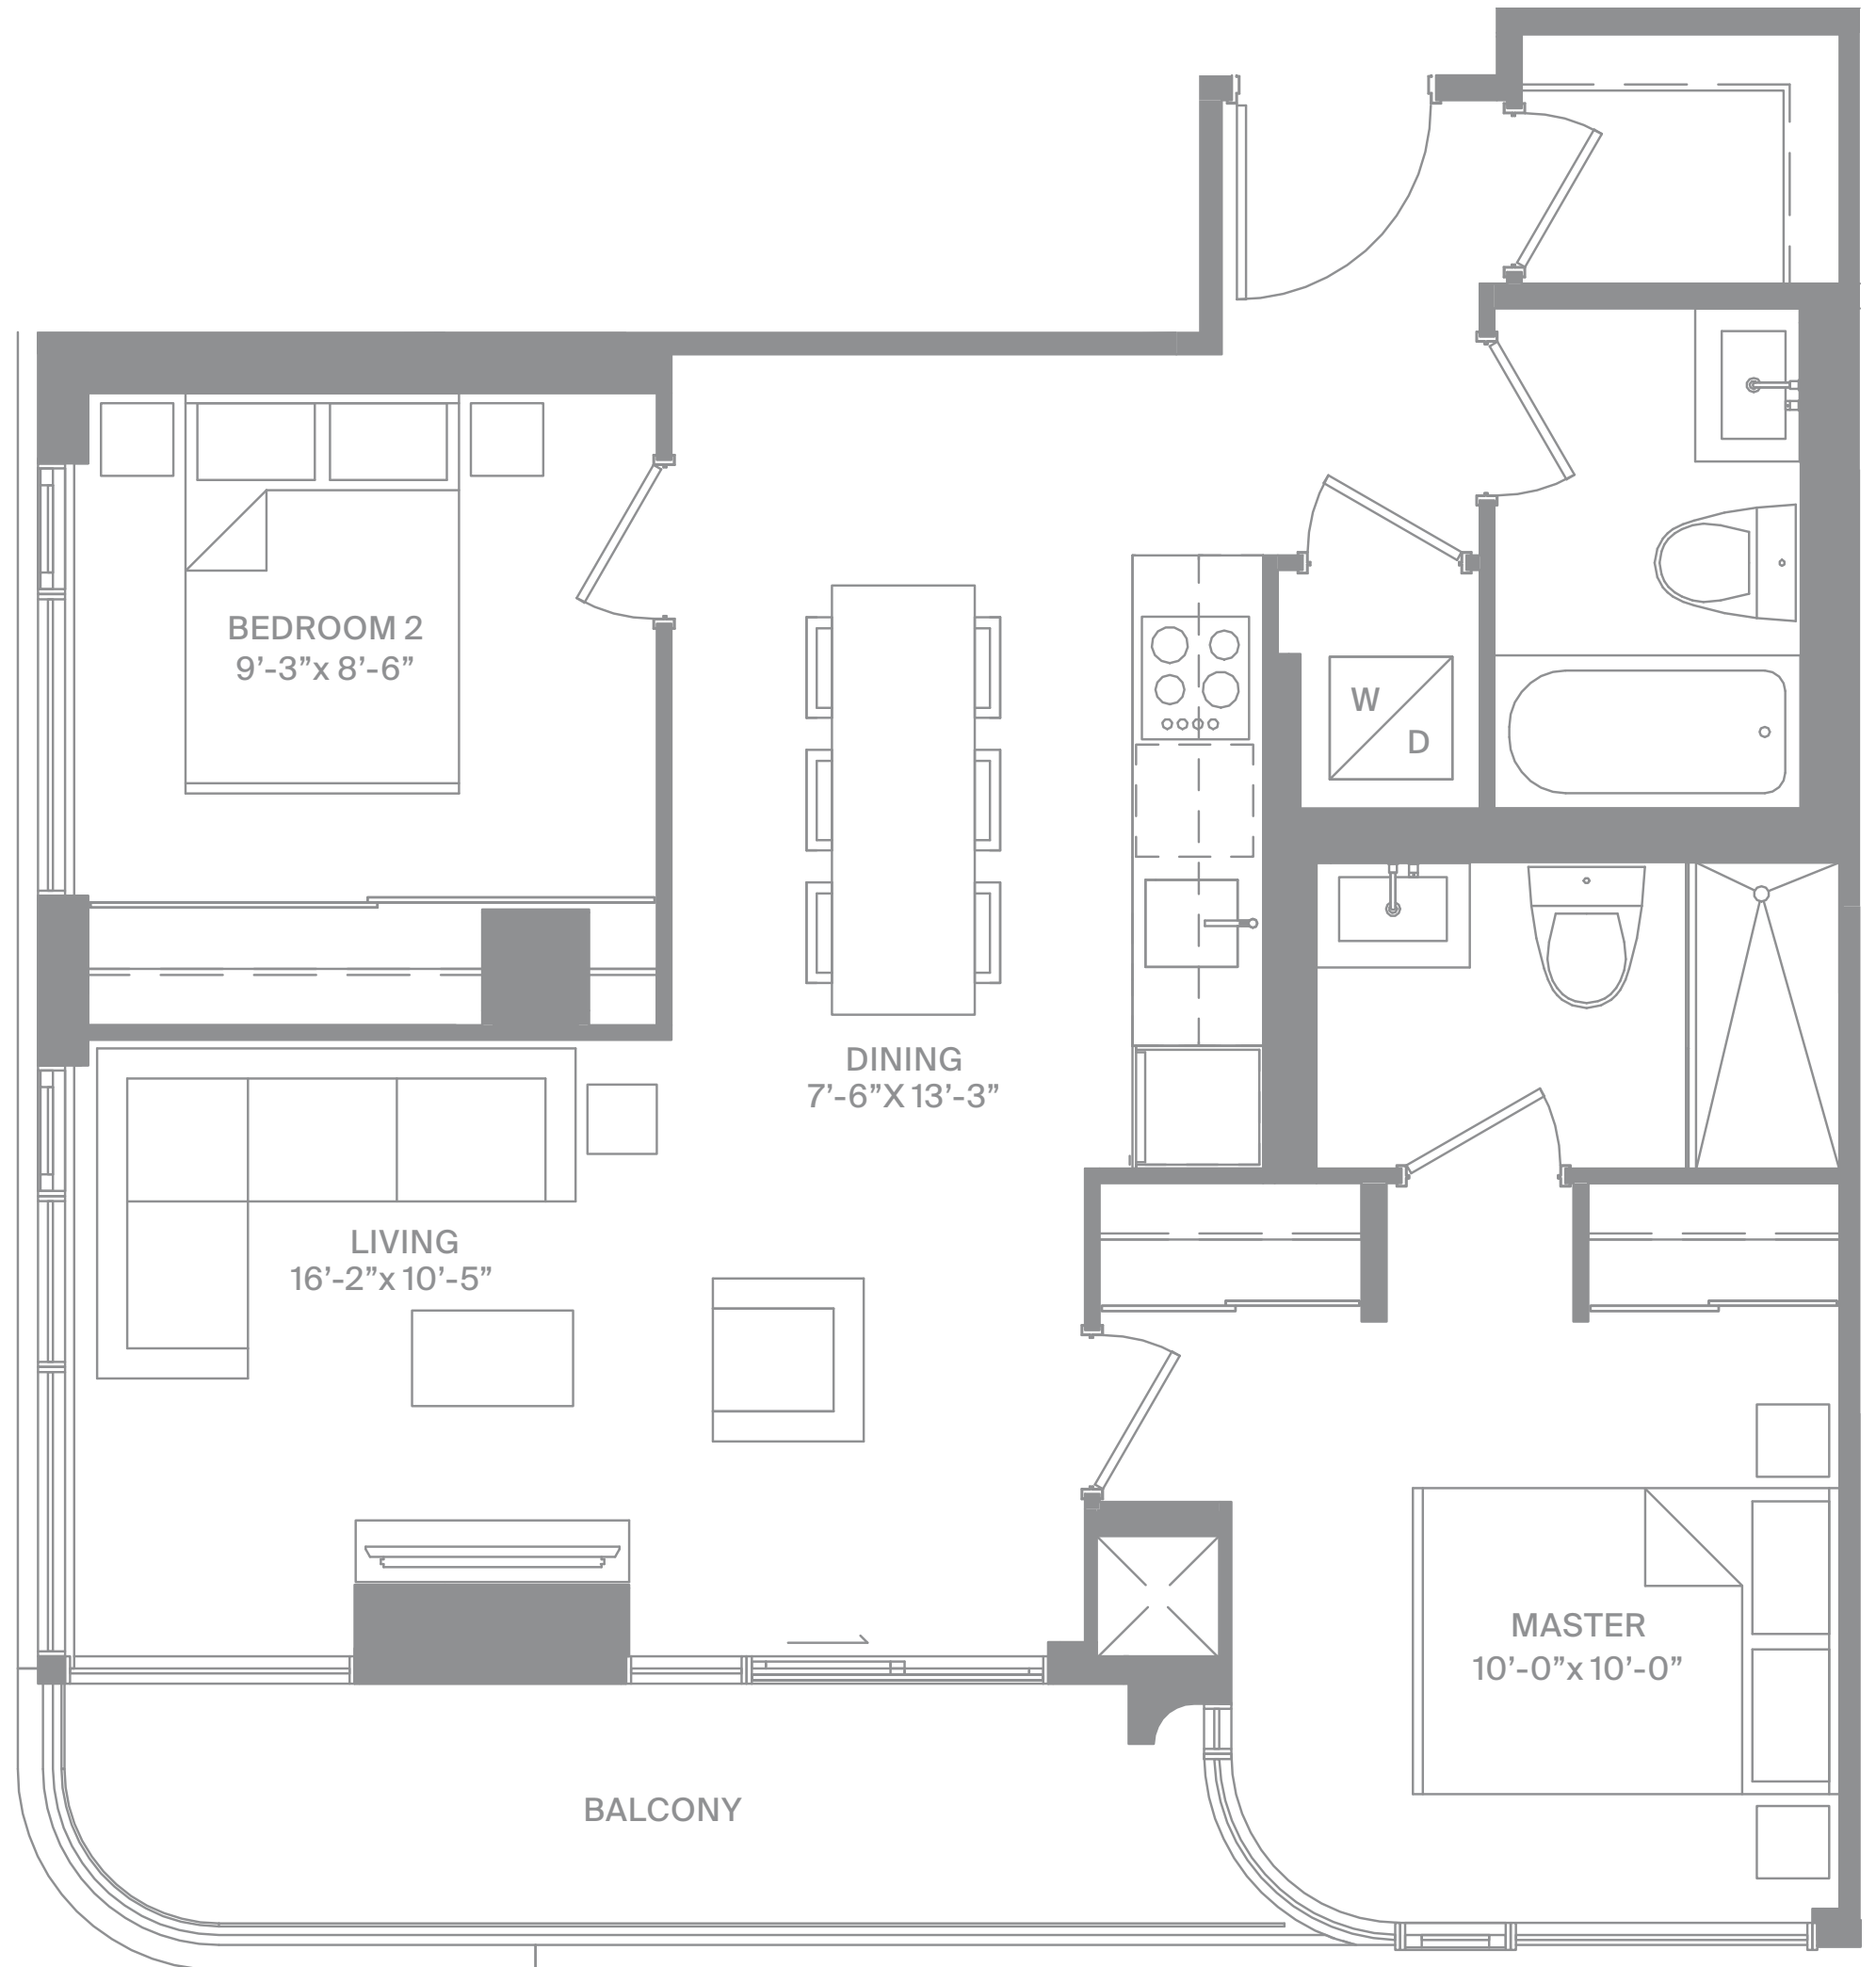 BEDROOM 2
9’-3”x 8’-6”
W
D
DINING
7’-6”X 13’-3”
LIVING
16’-2”x 10’-5”
MASTER
10’-0”x 10’-0”
BALCONY